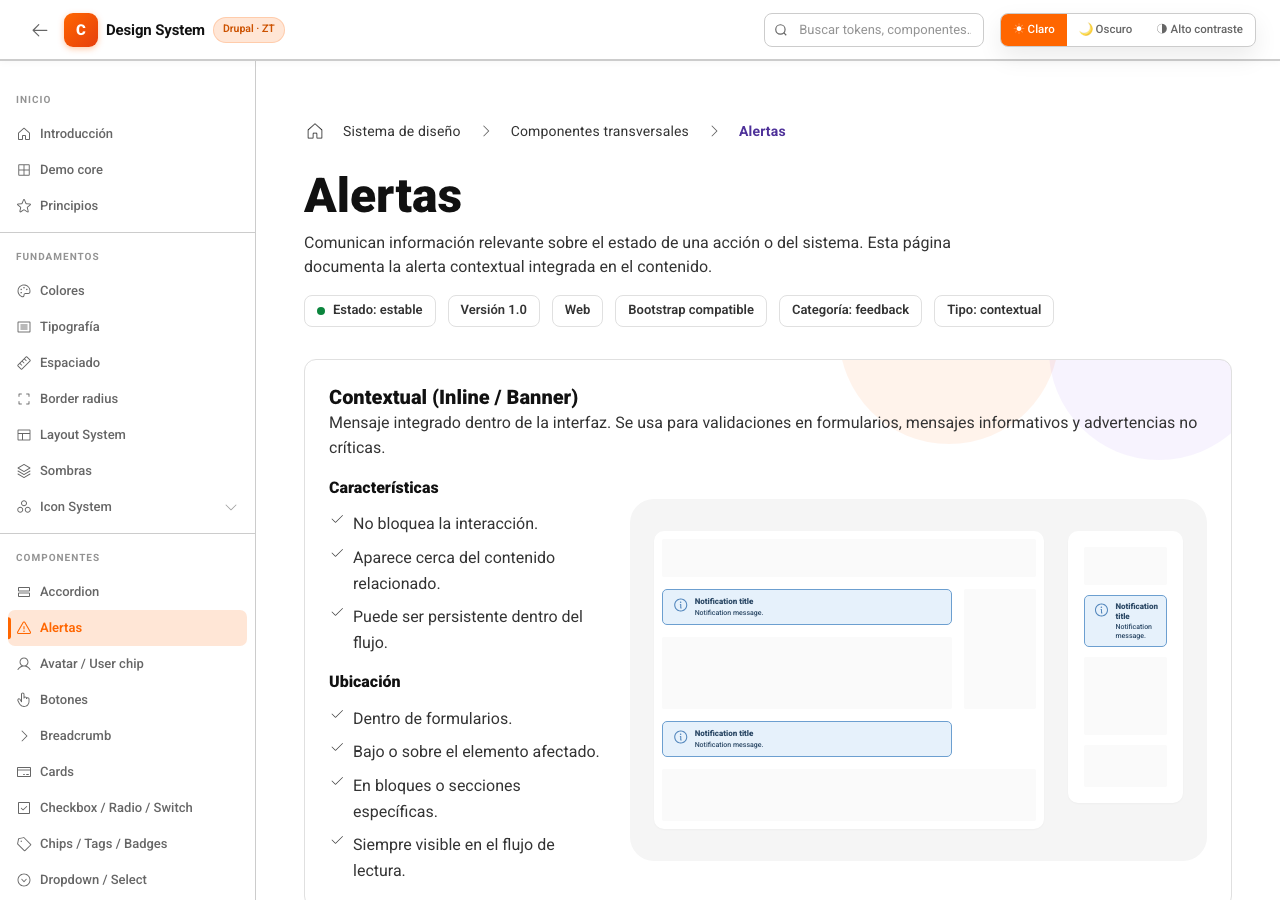 C
Design System
Drupal · ZT
Buscar tokens, componentes.
Claro
Oscuro
Alto contraste
INICIO
Introducción
Demo core
Principios
FUNDAMENTOS
Colores
Tipografía
Espaciado
Border radius
Layout System
Sombras
Icon System
COMPONENTES
Accordion
Alertas
Avatar / User chip
Botones
Breadcrumb
Cards
Checkbox / Radio / Switch
Chips / Tags / Badges
Dropdown / Select
Sistema de diseño
Componentes transversales
Alertas
Alertas
Comunican información relevante sobre el estado de una acción o del sistema. Esta página
documenta la alerta contextual integrada en el contenido.
Estado: estable
Versión 1.0
Web
Bootstrap compatible
Categoría: feedback
Tipo: contextual
Contextual (Inline / Banner)
Mensaje integrado dentro de la interfaz. Se usa para validaciones en formularios, mensajes informativos y advertencias no
críticas.
Características
No bloquea la interacción.
Aparece cerca del contenido
relacionado.
Puede ser persistente dentro del
flujo.
Ubicación
Dentro de formularios.
Bajo o sobre el elemento afectado.
En bloques o secciones
específicas.
Siempre visible en el flujo de
lectura.
Notification title
Notification message.
Notification title
Notification message.
Notification
title
Notification
message.